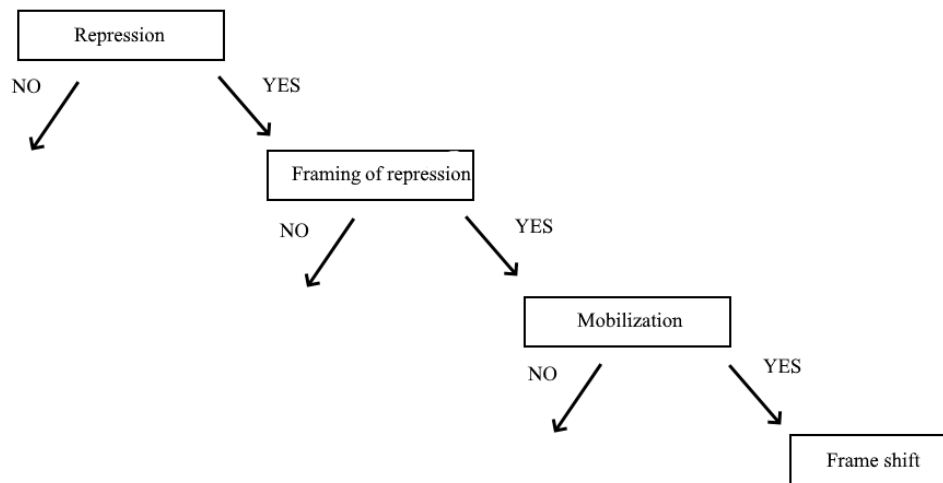 Repression
NO
YES
Framing of repression
NO
YES
Mobilization
NO
YES
Frame shift